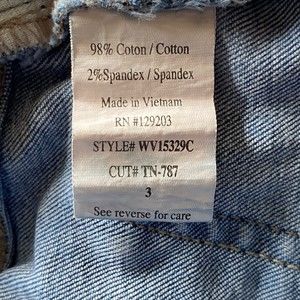 98% Coton / Cotton
2%Spandex / Spandex
Made in Vietnam
RN #129203
STYLE# WV15329C
CUT# TN-787
3
See reverse for care